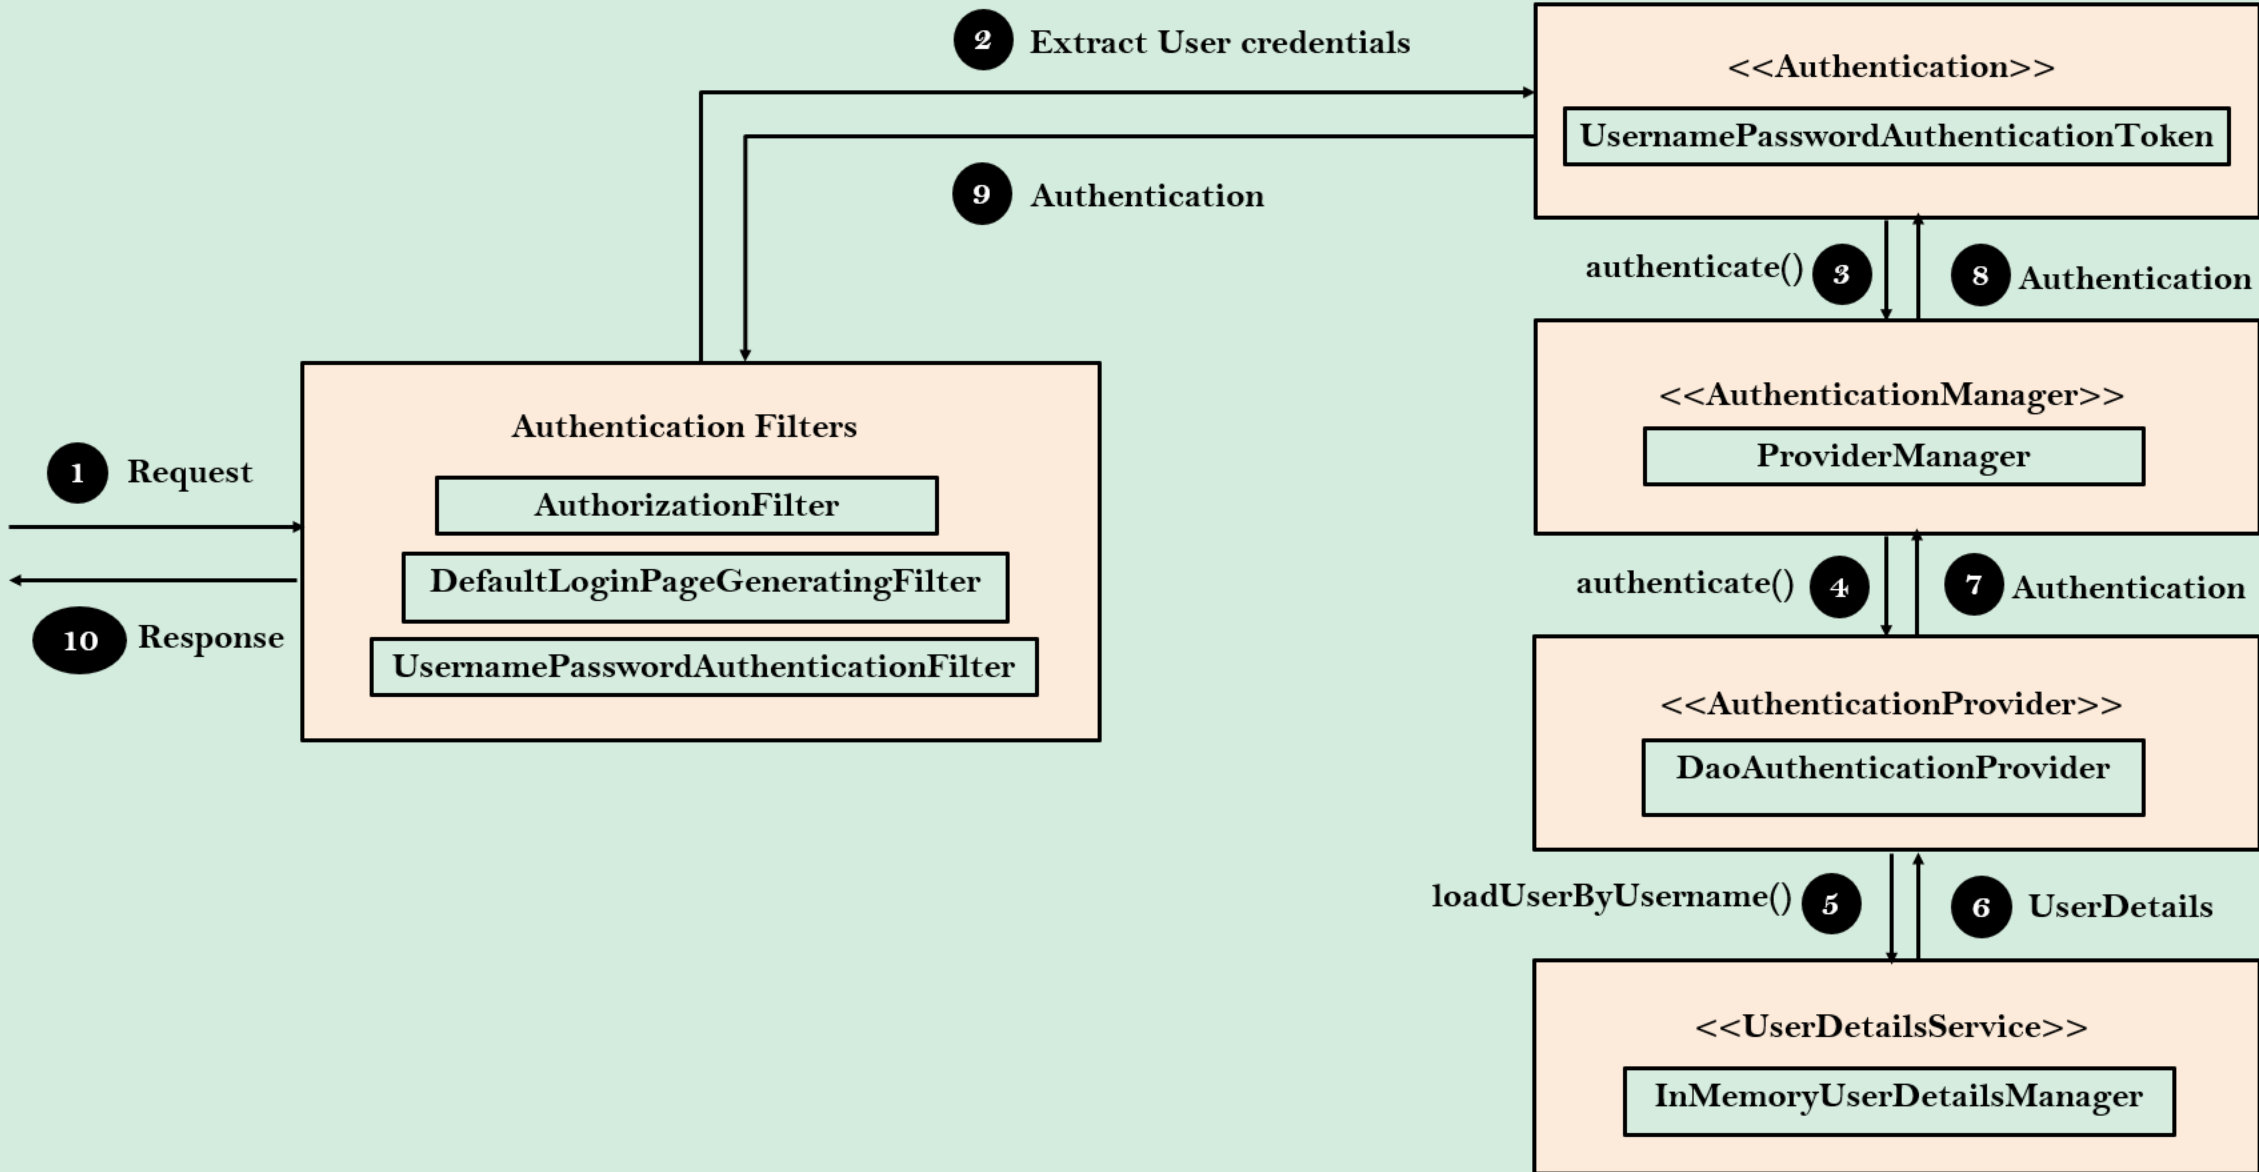 2 Extract User credentials
<<Authentication>>
UsernamePasswordAuthenticationToken
9 Authentication
authenticate() 3
8 Authentication
<<AuthenticationManager>>
ProviderManager
Authentication Filters
AuthorizationFilter
DefaultLoginPageGeneratingFilter
UsernamePasswordAuthenticationFilter
1 Request
10 Response
authenticate() 4
7 Authentication
<<AuthenticationProvider>>
DaoAuthenticationProvider
loadUserByUsername() 5
6 UserDetails
<<UserDetailsService>>
InMemoryUserDetailsManager